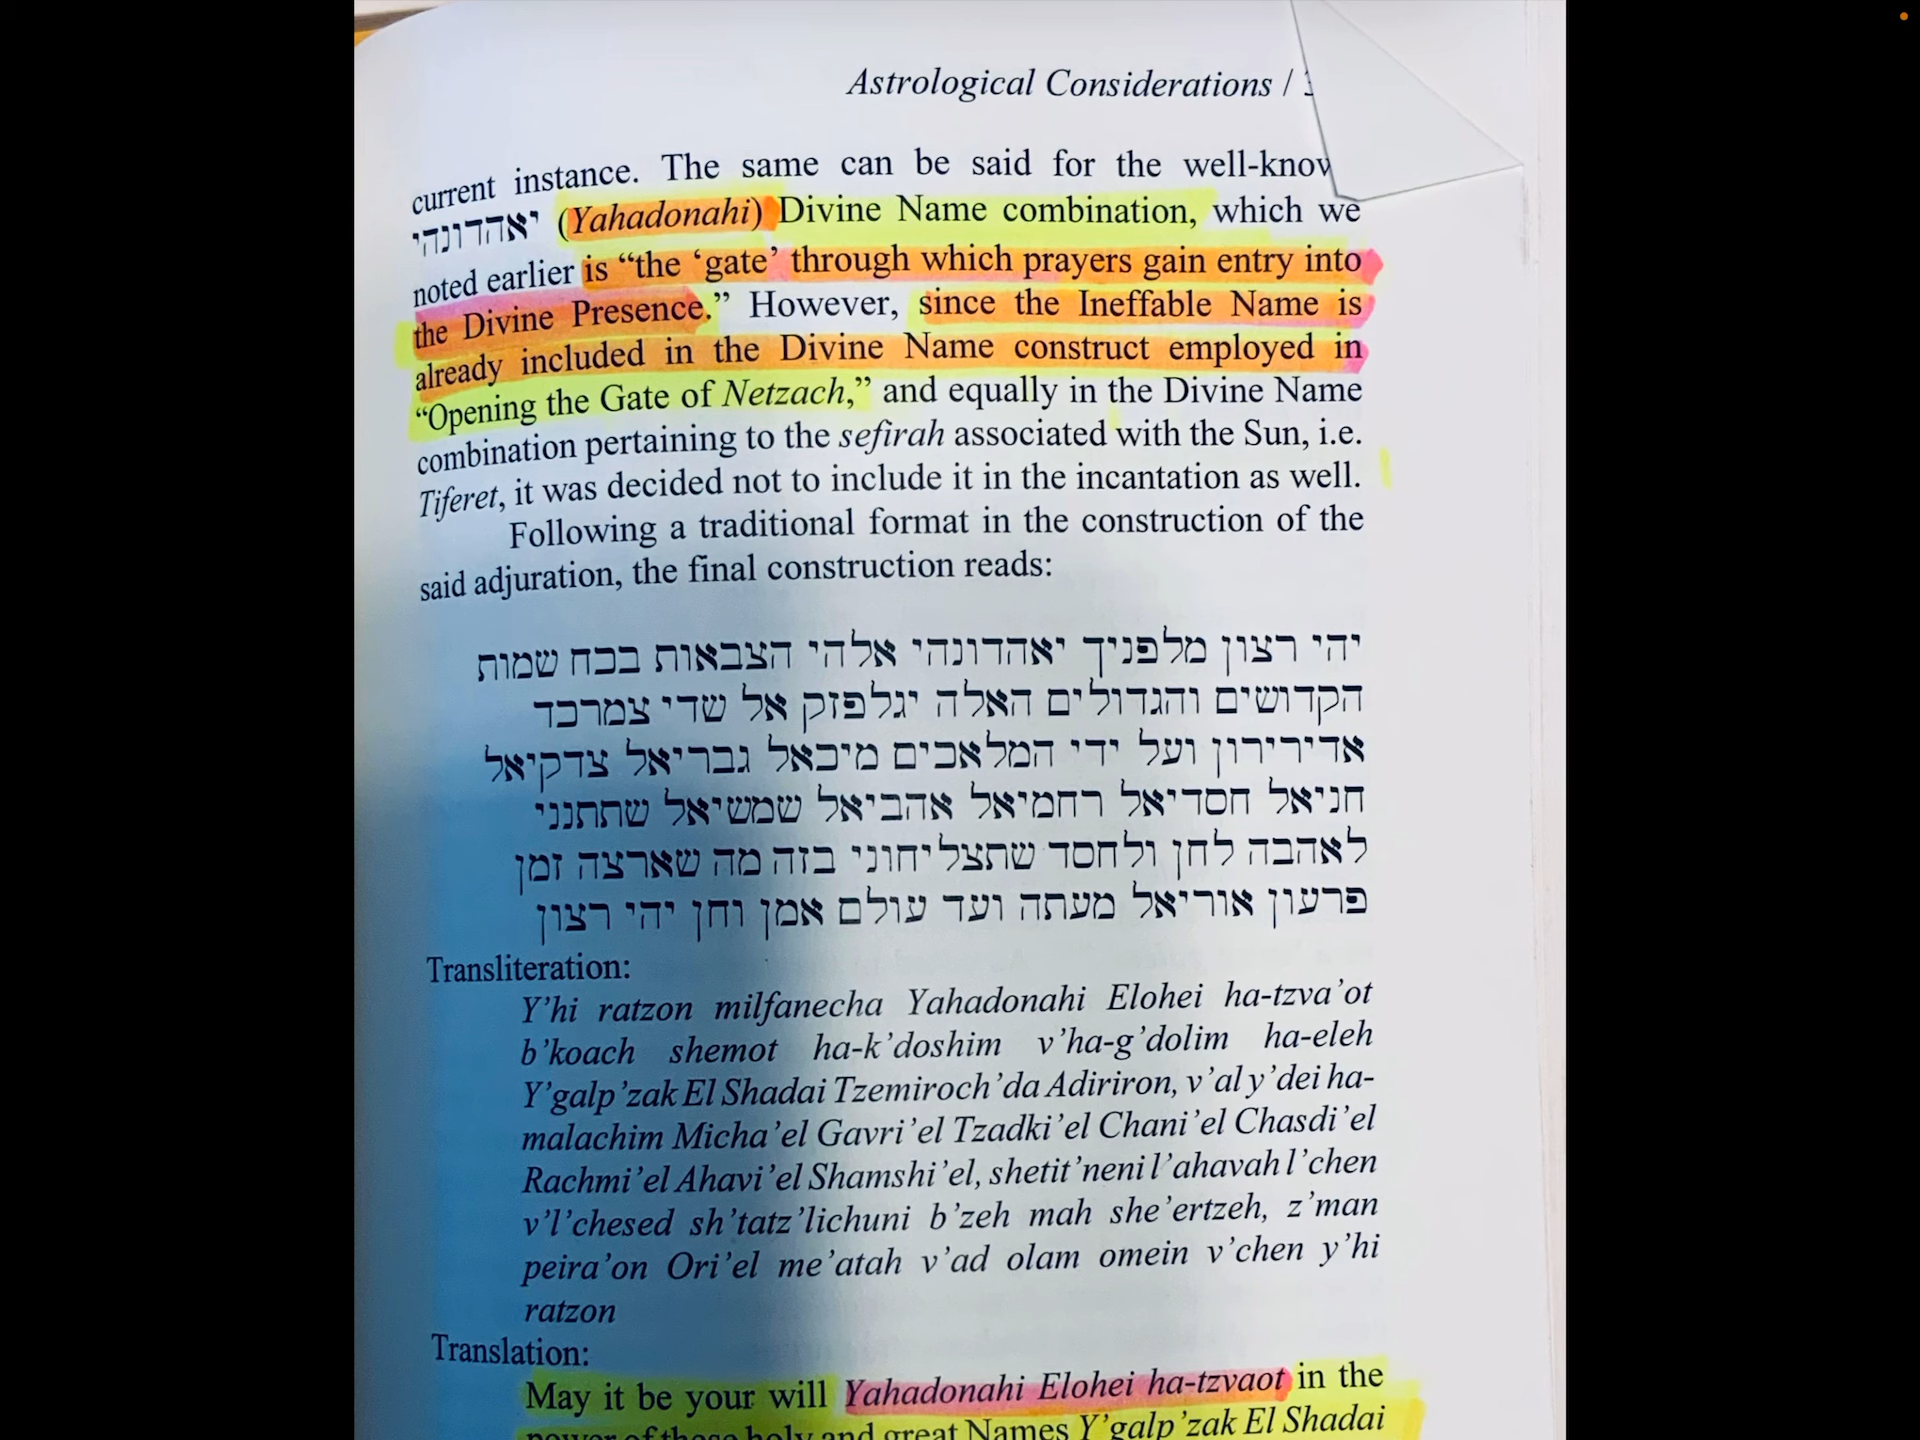 Astrological Considerations /
current instance. The same can be said for the
יאהדונהי (Yahadonahi) Divine Name combination, which we
noted earlier is “the ‘gate’ through which prayers gain entry into
the Divine Presence.” However, since the Ineffable Name is
already included in the Divine Name construct employed in
“Opening the Gate of Netzach,” and equally in the Divine Name
combination pertaining to the sefirah associated with the Sun, i.e.
Tiferet, it was decided not to include it in the incantation as well.
Following a traditional format in the construction of the
said adjuration, the final construction reads:
יהי רצון מלפניך יאהדונהי אלהי הצבאות בכח שמות
הקדושים והגדולים האלה יגלפזק אל שדי צמרכד
אדירירון ועל ידי המלאכים מיכאל גבריאל צדקיאל
חניאל חסדיאל רחמיאל אהביאל שמשיאל שתתנני
לאהבה לחן ולחסד שתצליחוני בזה מה שארצה זמן
פרעון אוריאל מעתה ועד עולם אמן וחן יהי רצון
Transliteration:
Y’hi ratzon milfanecha Yahadonahi Elohei ha-tzva’ot
b’koach shemot ha-k’doshim v’ha-g’dolim ha-eleh
Y’galp’zak El Shadai Tzemiroch’da Adiriron, v’al y’dei ha-
malachim Micha’el Gavri’el Tzadki’el Chani’el Chasdi’el
Rachmi’el Ahavi’el Shamshi’el, shetit’neni l’ahavah l’chen
v’l’chesed sh’tatz’lichuni b’zeh mah she’ertzeh, z’man
peira’on Ori’el me’atah v’ad olam omein v’chen y’hi
ratzon
Translation:
May it be your will Yahadonahi Elohei ha-tzvaot in the
power of these holy and great Names Y’galp’zak El Shadai